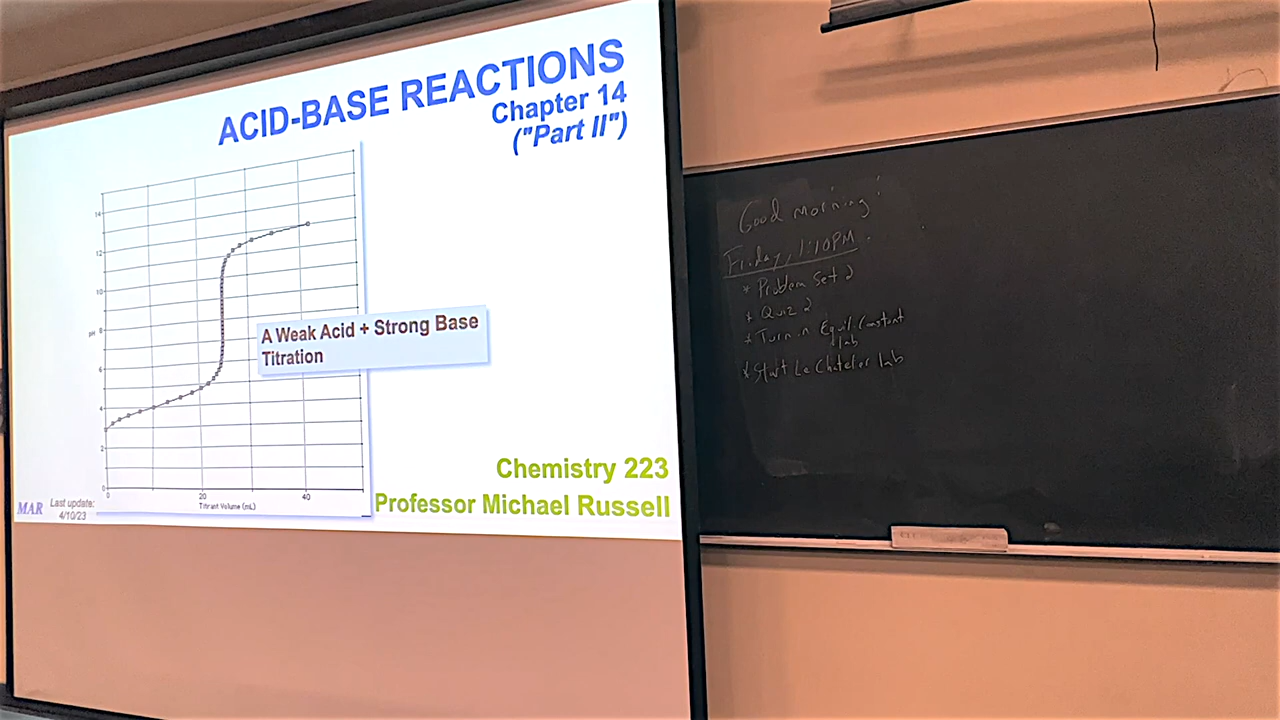 ACID-BASE REACTIONS
Chapter 14
("Part II")
14
12
10
pH
8
6
4
2
0
0
20
40
Titrant Volume (mL)
A Weak Acid + Strong Base
Titration
Chemistry 223
Professor Michael Russell
MAR
Last update:
4/10/23
Good morning!
Friday, 1:10PM
* Problem Set 2
* Quiz 2
* Turn in Equil Constant
lab
* Start Le Chatelier lab